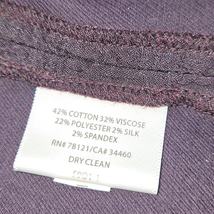 42% COTTON 32% VISCOSE
22% POLYESTER 2% SILK
2% SPANDEX
RN# 78121/CA# 34460
DRY CLEAN